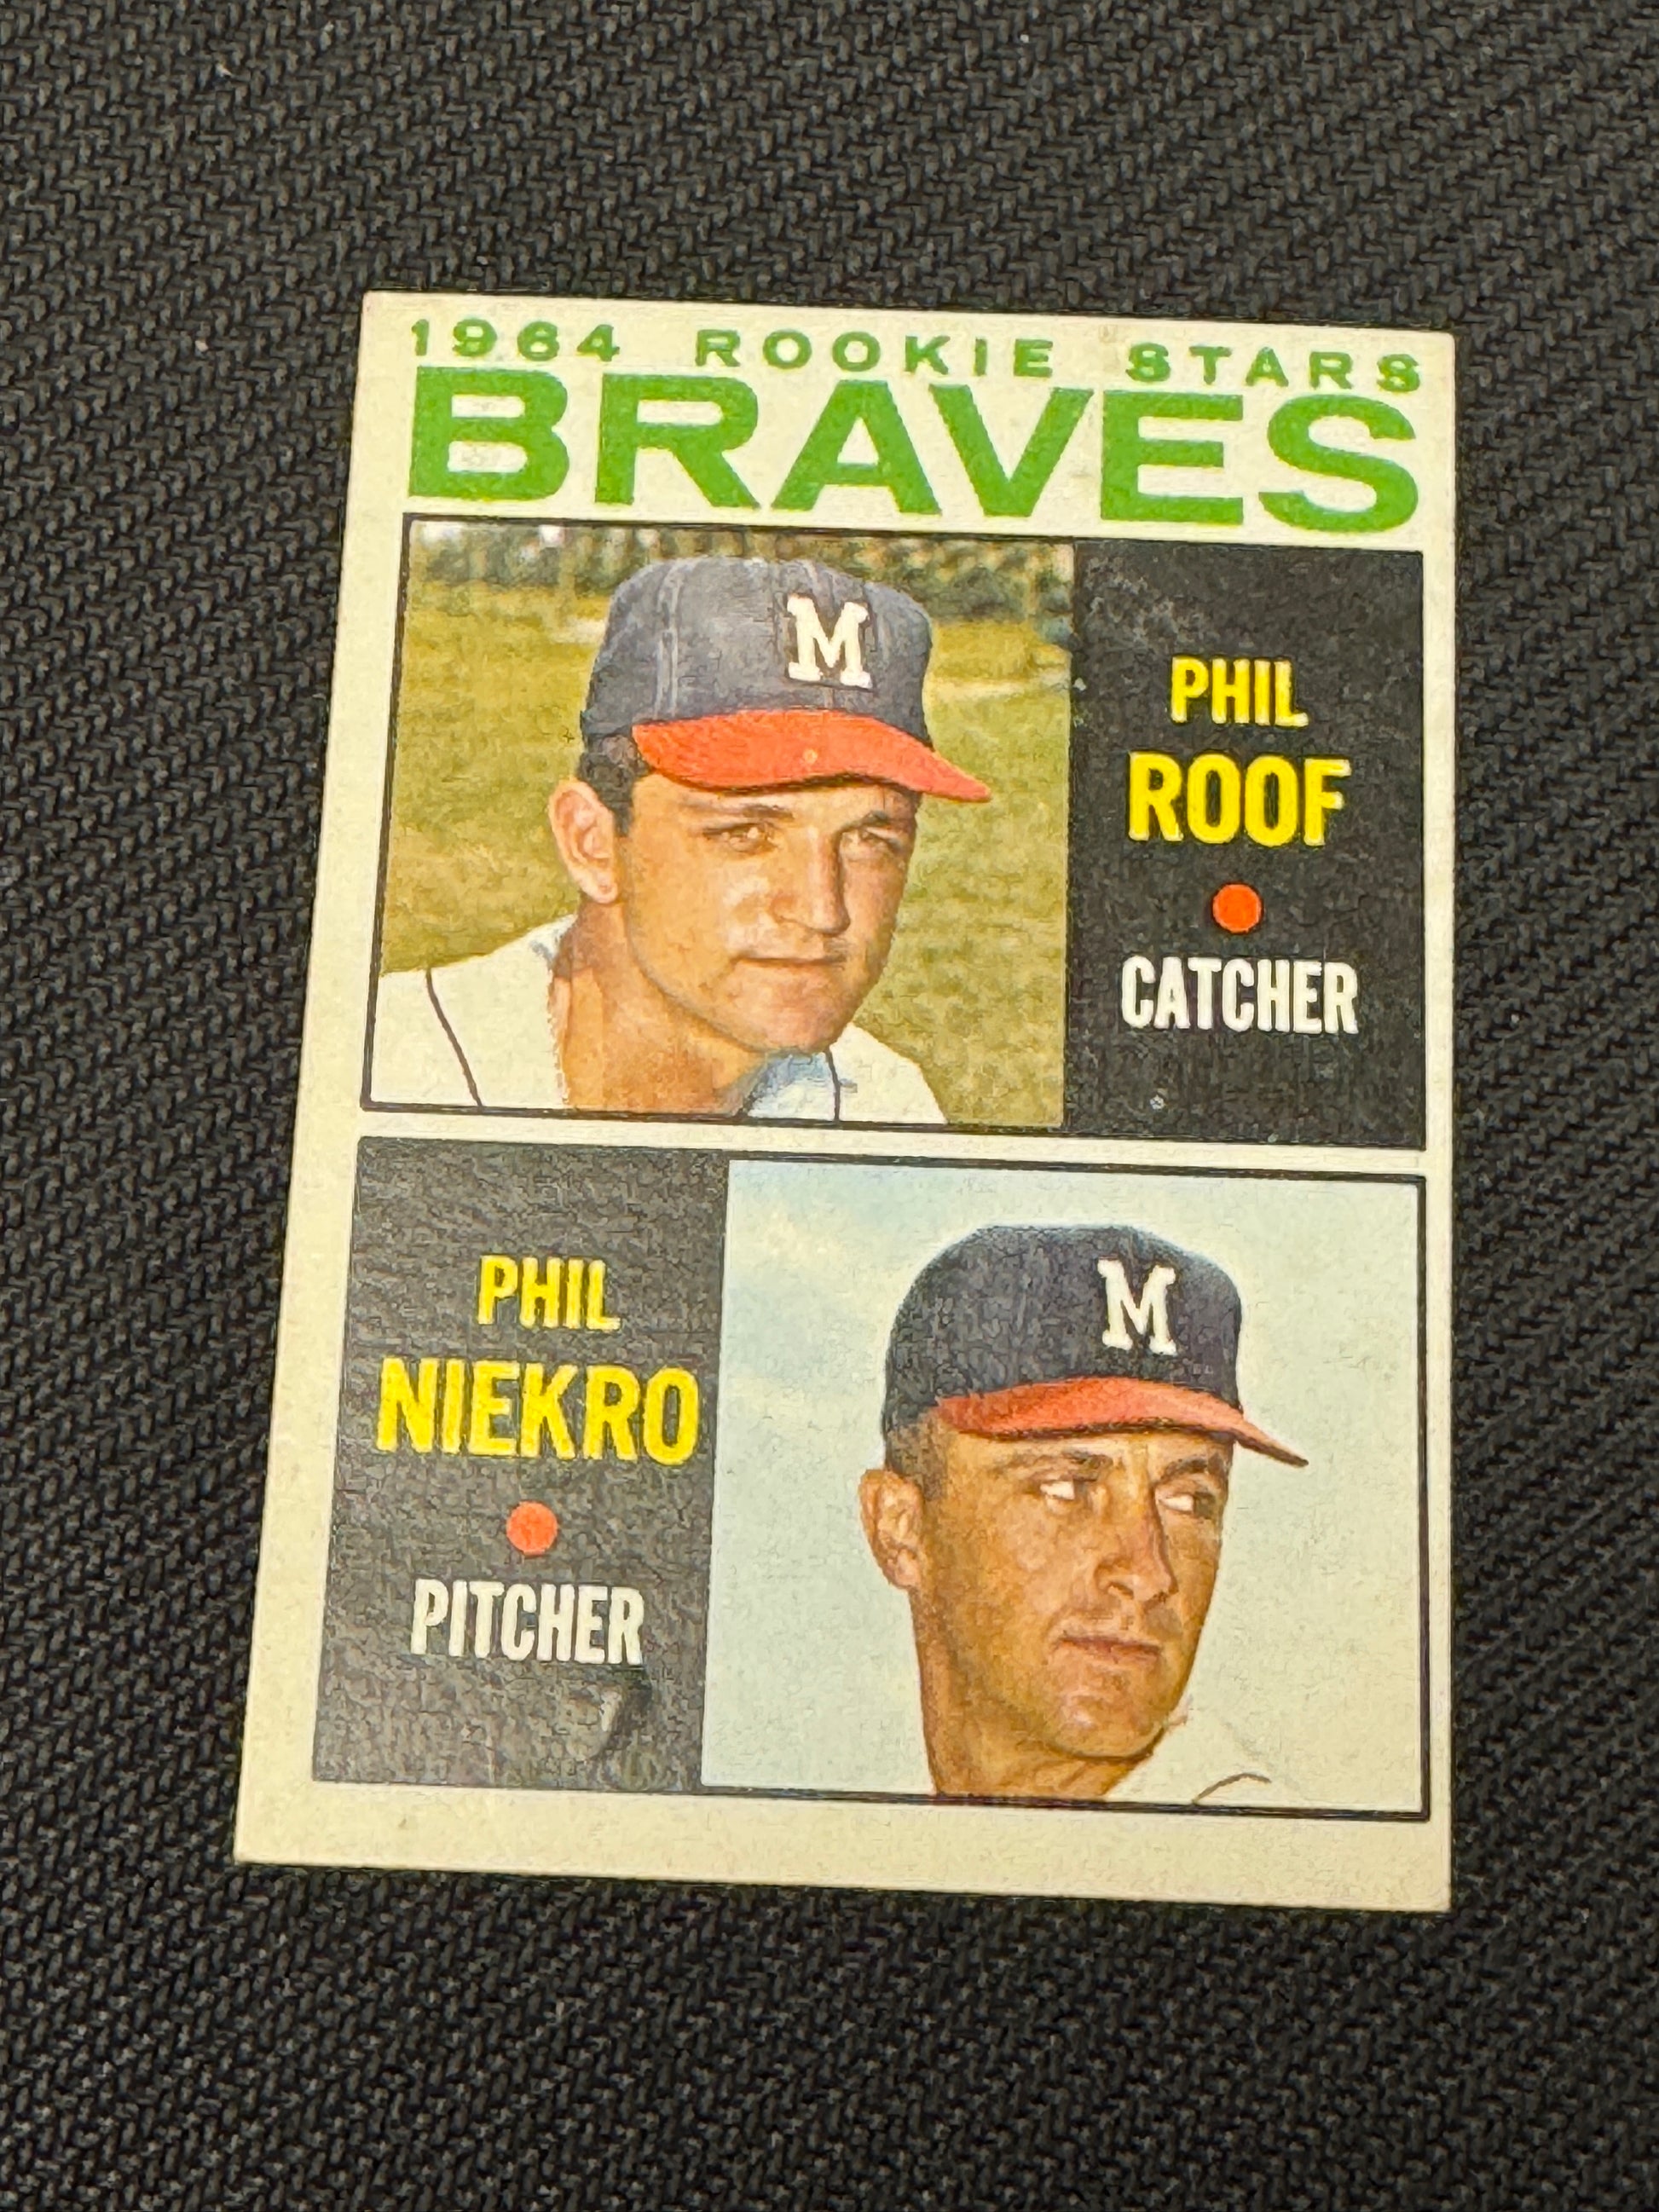 1964 ROOKIE STARS
BRAVES
M
PHIL
ROOF
CATCHER
PHIL
NIEKRO
PITCHER
M